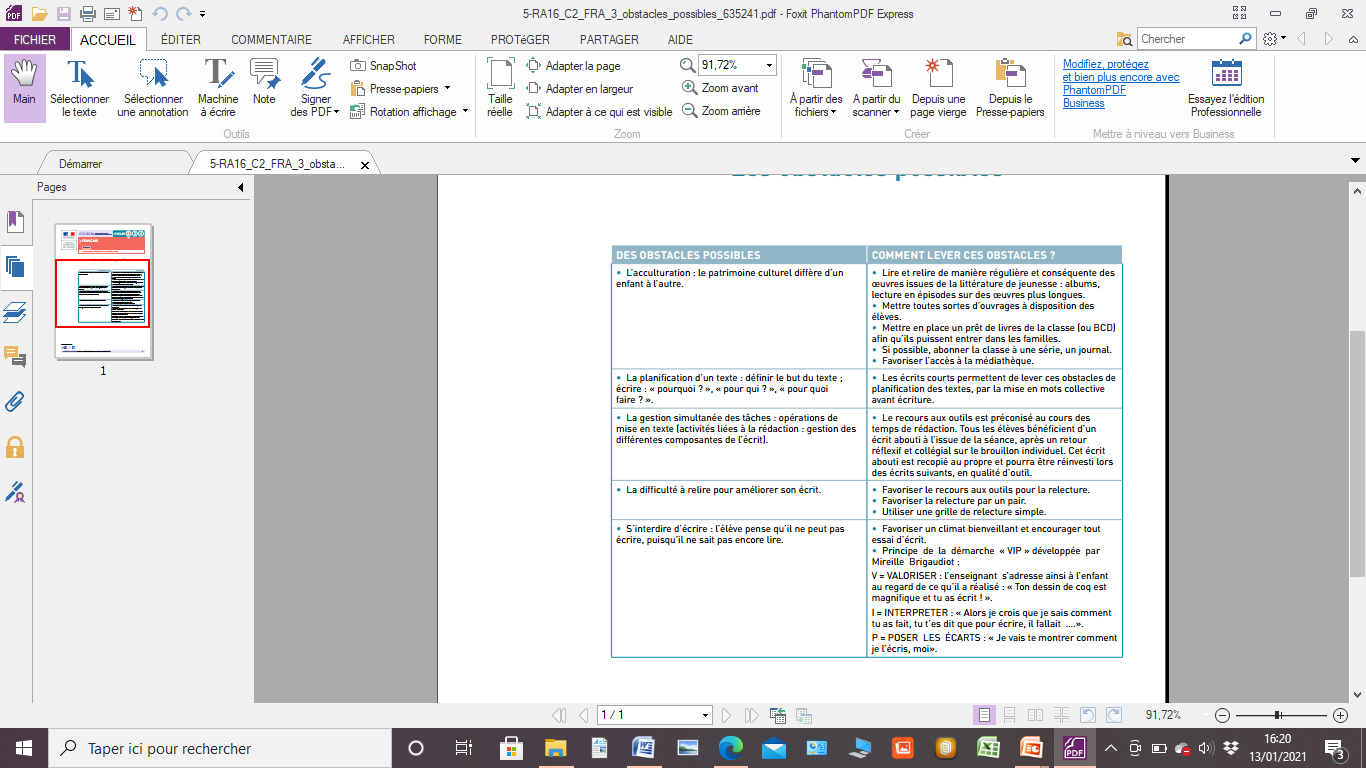 5-RA16_C2_FRA_3_obstacles_possibles_635241.pdf - Foxit PhantomPDF Express
FICHIER
ACCUEIL
ÉDITER
COMMENTAIRE
AFFICHER
FORME
PROTéGER
PARTAGER
AIDE
Chercher
Main
Sélectionner
le texte
Sélectionner
une annotation
Machine
à écrire
Note
Signer
des PDF
SnapShot
Presse-papiers
Rotation affichage
Outils
Taille
réelle
Adapter la page
Adapter en largeur
Adapter à ce qui est visible
91,72%
Zoom avant
Zoom arrière
Zoom
À partir des
fichiers
A partir du
scanner
Depuis une
page vierge
Depuis le
Presse-papiers
Créer
Modifiez, protégez
et bien plus encore avec
PhantomPDF
Business
Essayez l'édition
Professionnelle
Mettre à niveau vers Business
Démarrer
5-RA16_C2_FRA_3_obsta...
Pages
1
Les obstacles possibles
DES OBSTACLES POSSIBLES
COMMENT LEVER CES OBSTACLES ?
• L'acculturation : le patrimoine culturel diffère d'un
enfant à l'autre.
• Lire et relire de manière régulière et conséquente des
œuvres issues de la littérature de jeunesse : albums,
lecture en épisodes sur des œuvres plus longues.
• Mettre toutes sortes d'ouvrages à disposition des
élèves.
• Mettre en place un prêt de livres de la classe (ou BCD)
afin qu'ils puissent entrer dans les familles.
• Si possible, abonner la classe à une série, un journal.
• Favoriser l'accès à la médiathèque.
• La planification d'un texte : définir le but du texte ;
écrire : « pourquoi ? », « pour qui ? », « pour quoi
faire ? ».
• Les écrits courts permettent de lever ces obstacles de
planification des textes, par la mise en mots collective
avant écriture.
• La gestion simultanée des tâches : opérations de
mise en texte (activités liées à la rédaction : gestion des
différentes composantes de l'écrit).
• Le recours aux outils est préconisé au cours des
temps de rédaction. Tous les élèves bénéficient d'un
écrit abouti à l'issue de la séance, après un retour
réflexif et collégial sur le brouillon individuel. Cet écrit
abouti est recopié au propre et pourra être réinvesti lors
des écrits suivants, en qualité d'outil.
• La difficulté à relire pour améliorer son écrit.
• Favoriser le recours aux outils pour la relecture.
• Favoriser la relecture par un pair.
• Utiliser une grille de relecture simple.
• S'interdire d'écrire : l'élève pense qu'il ne peut pas
écrire, puisqu'il ne sait pas encore lire.
• Favoriser un climat bienveillant et encourager tout
essai d'écrit.
• Principe de la démarche « VIP » développée par
Mireille Brigaudiot :
V = VALORISER : l'enseignant s'adresse ainsi à l'enfant
au regard de ce qu'il a réalisé : « Ton dessin de coq est
magnifique et tu as écrit ! ».
I = INTERPRETER : « Alors je crois que je sais comment
tu as fait, tu t'es dit que pour écrire, il fallait ....».
P = POSER LES ÉCARTS : « Je vais te montrer comment
je l'écris, moi».
1 / 1
91,72%
Taper ici pour rechercher
16:20
13/01/2021
3